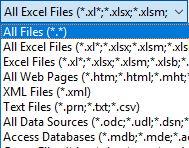 All Excel Files (*.xl*;*.xlsx;*.xlsm;
All Files (*.*)
All Excel Files (*.xl*;*.xlsx;*.xlsm;
Excel Files (*.xl*;*.xlsx;*.xlsm;*.xl
All Web Pages (*.htm;*.html;*.mht;
XML Files (*.xml)
Text Files (*.prn;*.txt;*.csv)
All Data Sources (*.odc;*.udl;*.dsn;
Access Databases (*.mdb;*.mde;*.ac